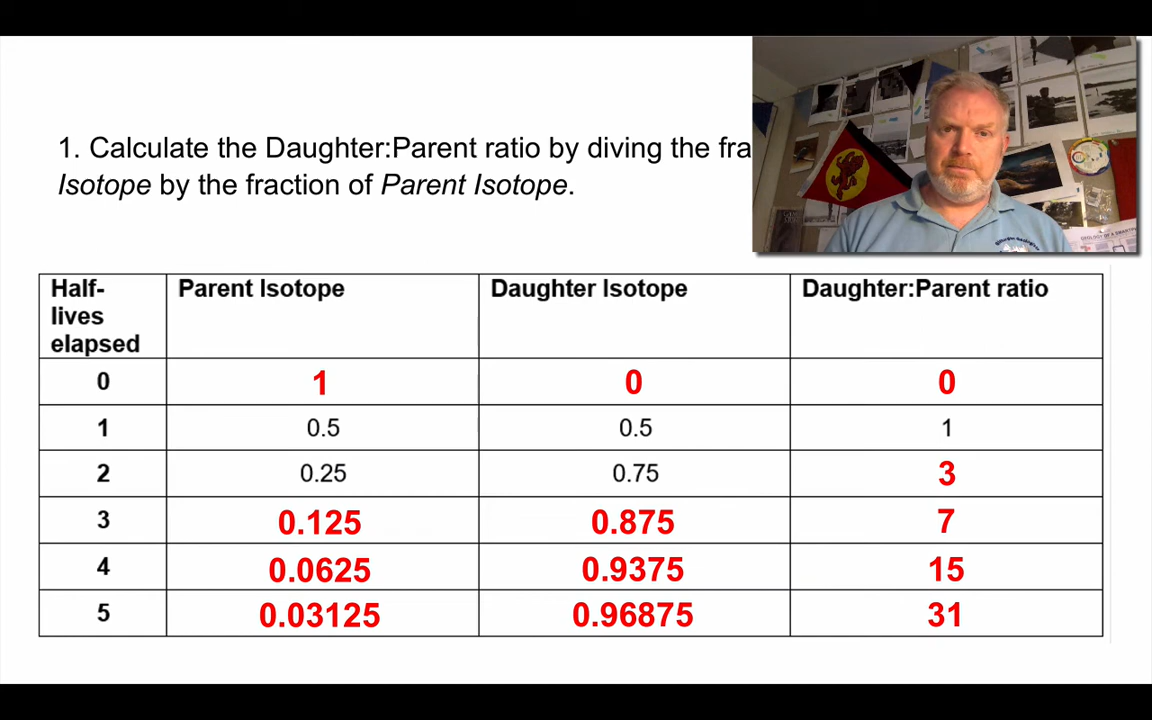 1. Calculate the Daughter:Parent ratio by diving the fra
Isotope by the fraction of Parent Isotope.
Half-lives elapsed Parent Isotope Daughter Isotope Daughter:Parent ratio
0 1 0 0
1 0.5 0.5 1
2 0.25 0.75 3
3 0.125 0.875 7
4 0.0625 0.9375 15
5 0.03125 0.96875 31